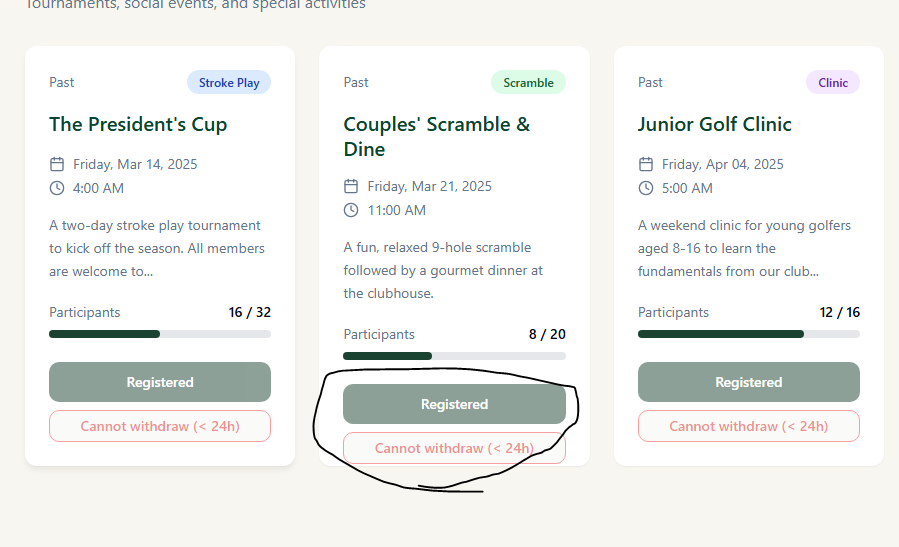 Tournaments, social events, and special activities
Past
Stroke Play
The President's Cup
Friday, Mar 14, 2025
4:00 AM
A two-day stroke play tournament
to kick off the season. All members
are welcome to...
Participants
16 / 32
Registered
Cannot withdraw (< 24h)
Past
Scramble
Couples' Scramble &
Dine
Friday, Mar 21, 2025
11:00 AM
A fun, relaxed 9-hole scramble
followed by a gourmet dinner at
the clubhouse.
Participants
8 / 20
Registered
Cannot withdraw (< 24h)
Past
Clinic
Junior Golf Clinic
Friday, Apr 04, 2025
5:00 AM
A weekend clinic for young golfers
aged 8-16 to learn the
fundamentals from our club...
Participants
12 / 16
Registered
Cannot withdraw (< 24h)